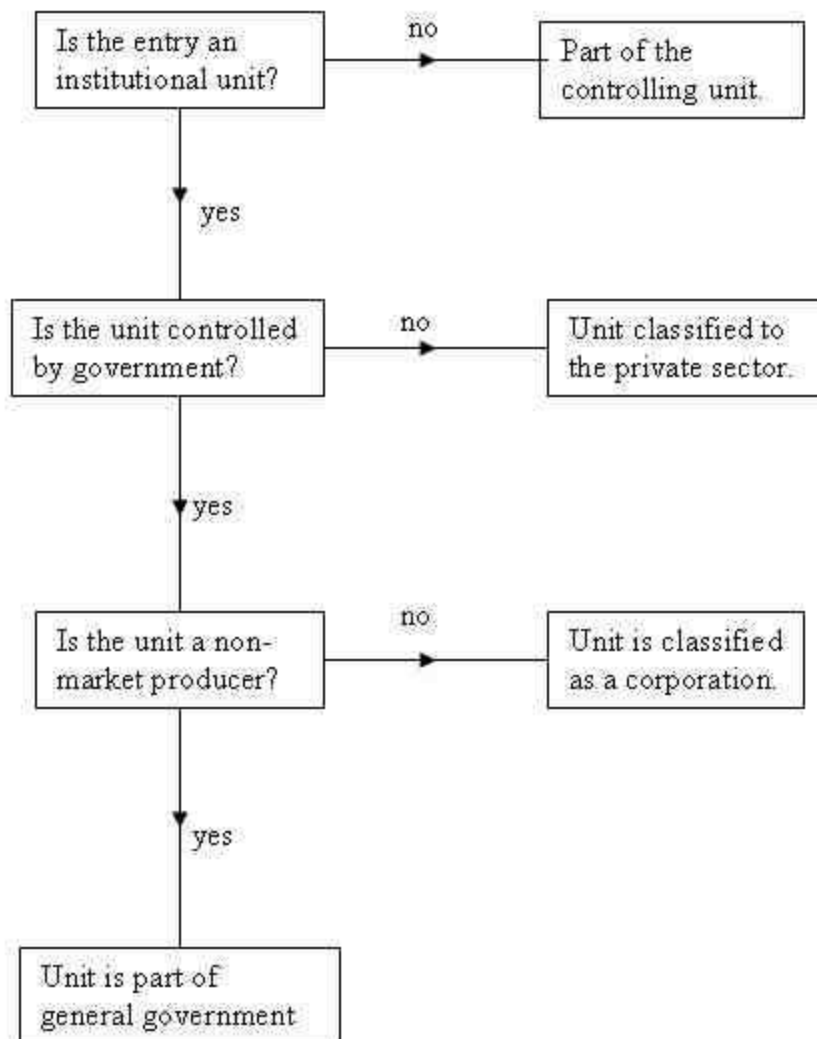 Is the entry an
institutional unit?
no
Part of the
controlling unit.
yes
Is the unit controlled
by government?
no
Unit classified to
the private sector.
yes
Is the unit a non-
market producer?
no
Unit is classified
as a corporation.
yes
Unit is part of
general government